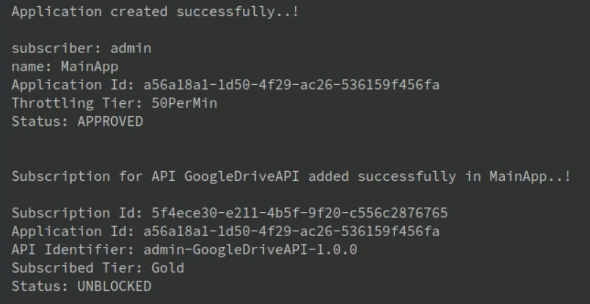 Application created successfully..!
subscriber: admin
name: MainApp
Application Id: a56a18a1-1d50-4f29-ac26-536159f456fa
Throttling Tier: 50PerMin
Status: APPROVED
Subscription for API GoogleDriveAPI added successfully in MainApp..!
Subscription Id: 5f4ece30-e211-4b5f-9f20-c556c2876765
Application Id: a56a18a1-1d50-4f29-ac26-536159f456fa
API Identifier: admin-GoogleDriveAPI-1.0.0
Subscribed Tier: Gold
Status: UNBLOCKED